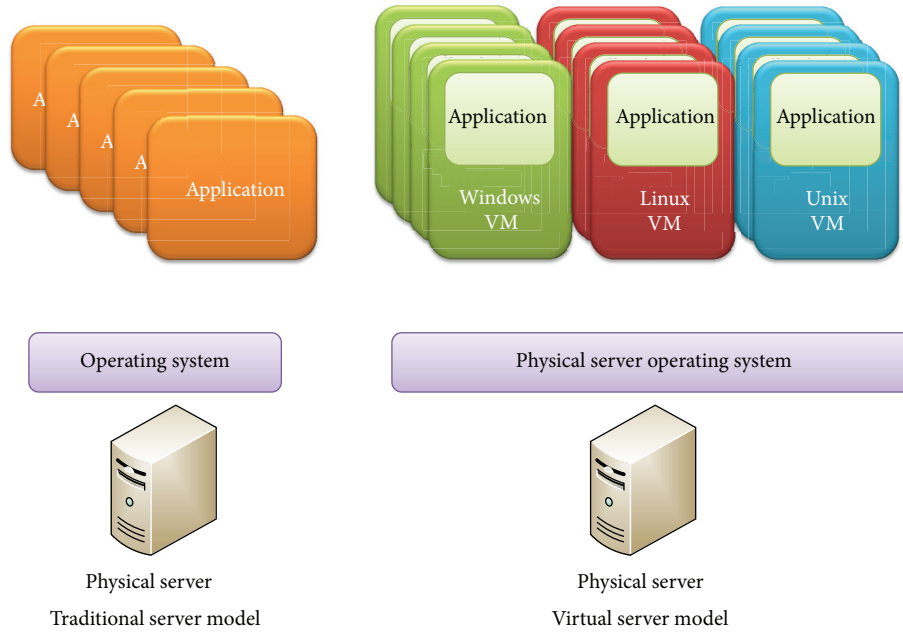 A
A
A
A
Application
Application
Windows
VM
Application
Linux
VM
Application
Unix
VM
Operating system
Physical server operating system
Physical server
Traditional server model
Physical server
Virtual server model